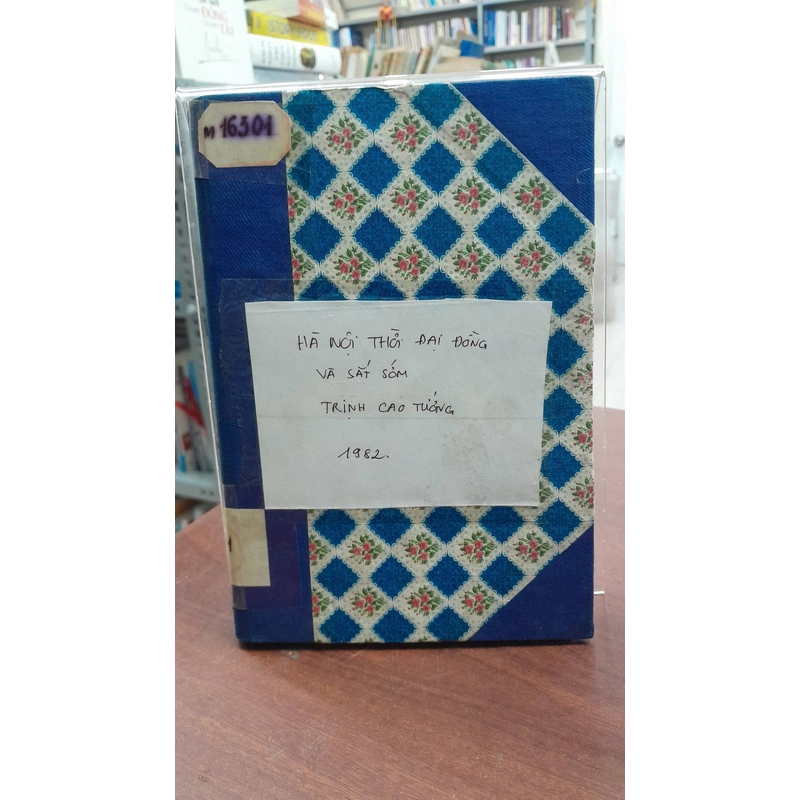 M 16301
HÀ NỘI THỜI ĐẠI ĐỒNG
VÀ SẮT SỚM
TRỊNH CAO TƯỞNG
1982.